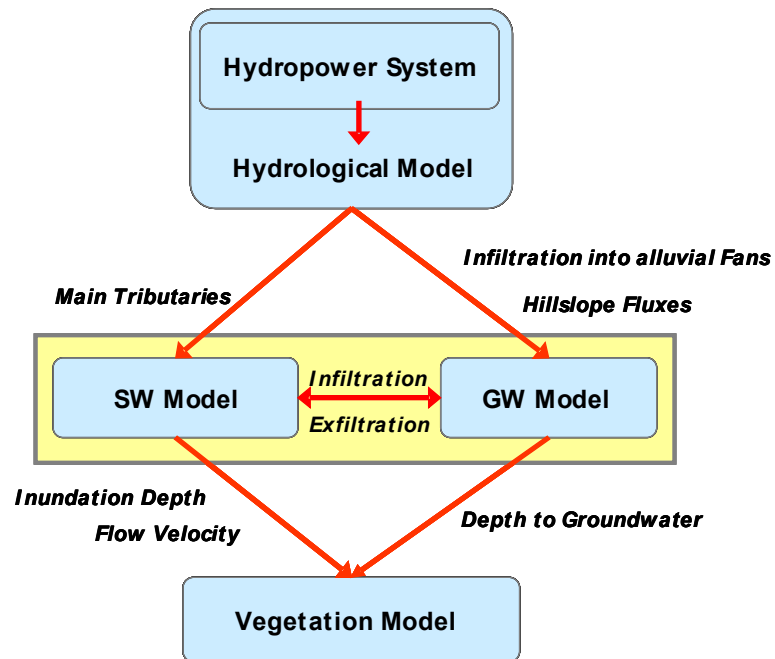 Hydropower System
Hydrological Model
Infiltration into alluvial Fans
Main Tributaries
Hillslope Fluxes
SW Model
Infiltration
Exfiltration
GW Model
Inundation Depth
Flow Velocity
Depth to Groundwater
Vegetation Model